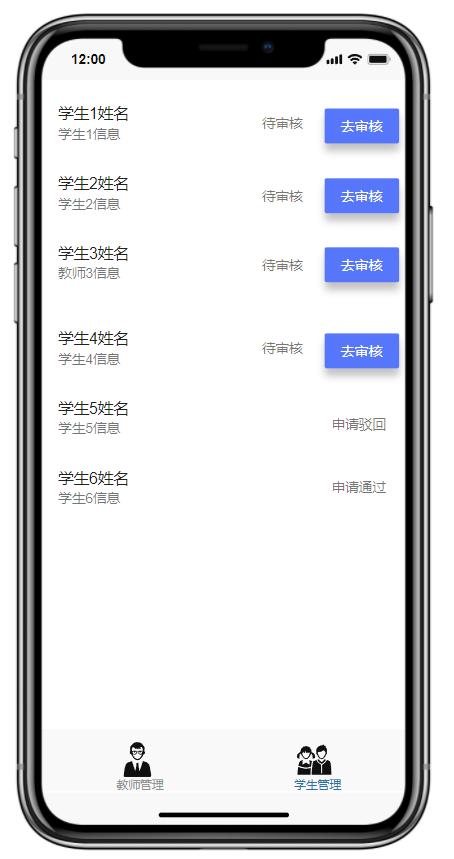 12:00
学生1姓名
学生1信息
待审核
去审核
学生2姓名
学生2信息
待审核
去审核
学生3姓名
教师3信息
待审核
去审核
学生4姓名
学生4信息
待审核
去审核
学生5姓名
学生5信息
申请驳回
学生6姓名
学生6信息
申请通过
教师管理
学生管理